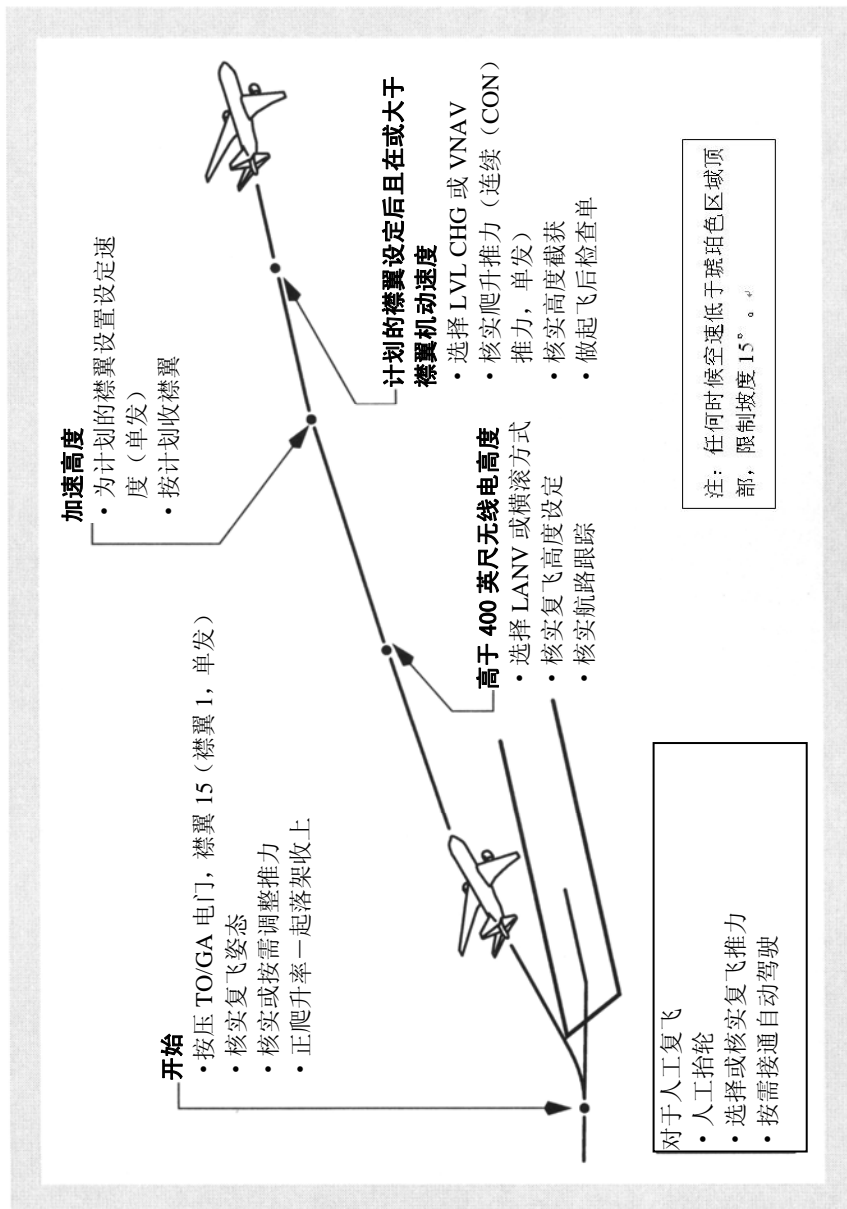 开始
·按压 TO/GA 电门，襟翼 15（襟翼 1，单发）
·核实复飞姿态
·核实或按需调整推力
·正爬升率－起落架收上
加速高度
·为计划的襟翼设置设定速
度（单发）
·按计划收襟翼
高于 400 英尺无线电高度
·选择 LANV 或横滚方式
·核实复飞高度设定
·核实航路跟踪
计划的襟翼设定后且在或大于
襟翼机动速度
·选择 LVL CHG 或 VNAV
·核实爬升推力（连续（CON）
推力，单发）
·核实高度截获
·做起飞后检查单
对于人工复飞
·人工抬轮
·选择或核实复飞推力
·按需接通自动驾驶
注：任何时候空速低于琥珀色区域顶
部，限制坡度 15°。↵